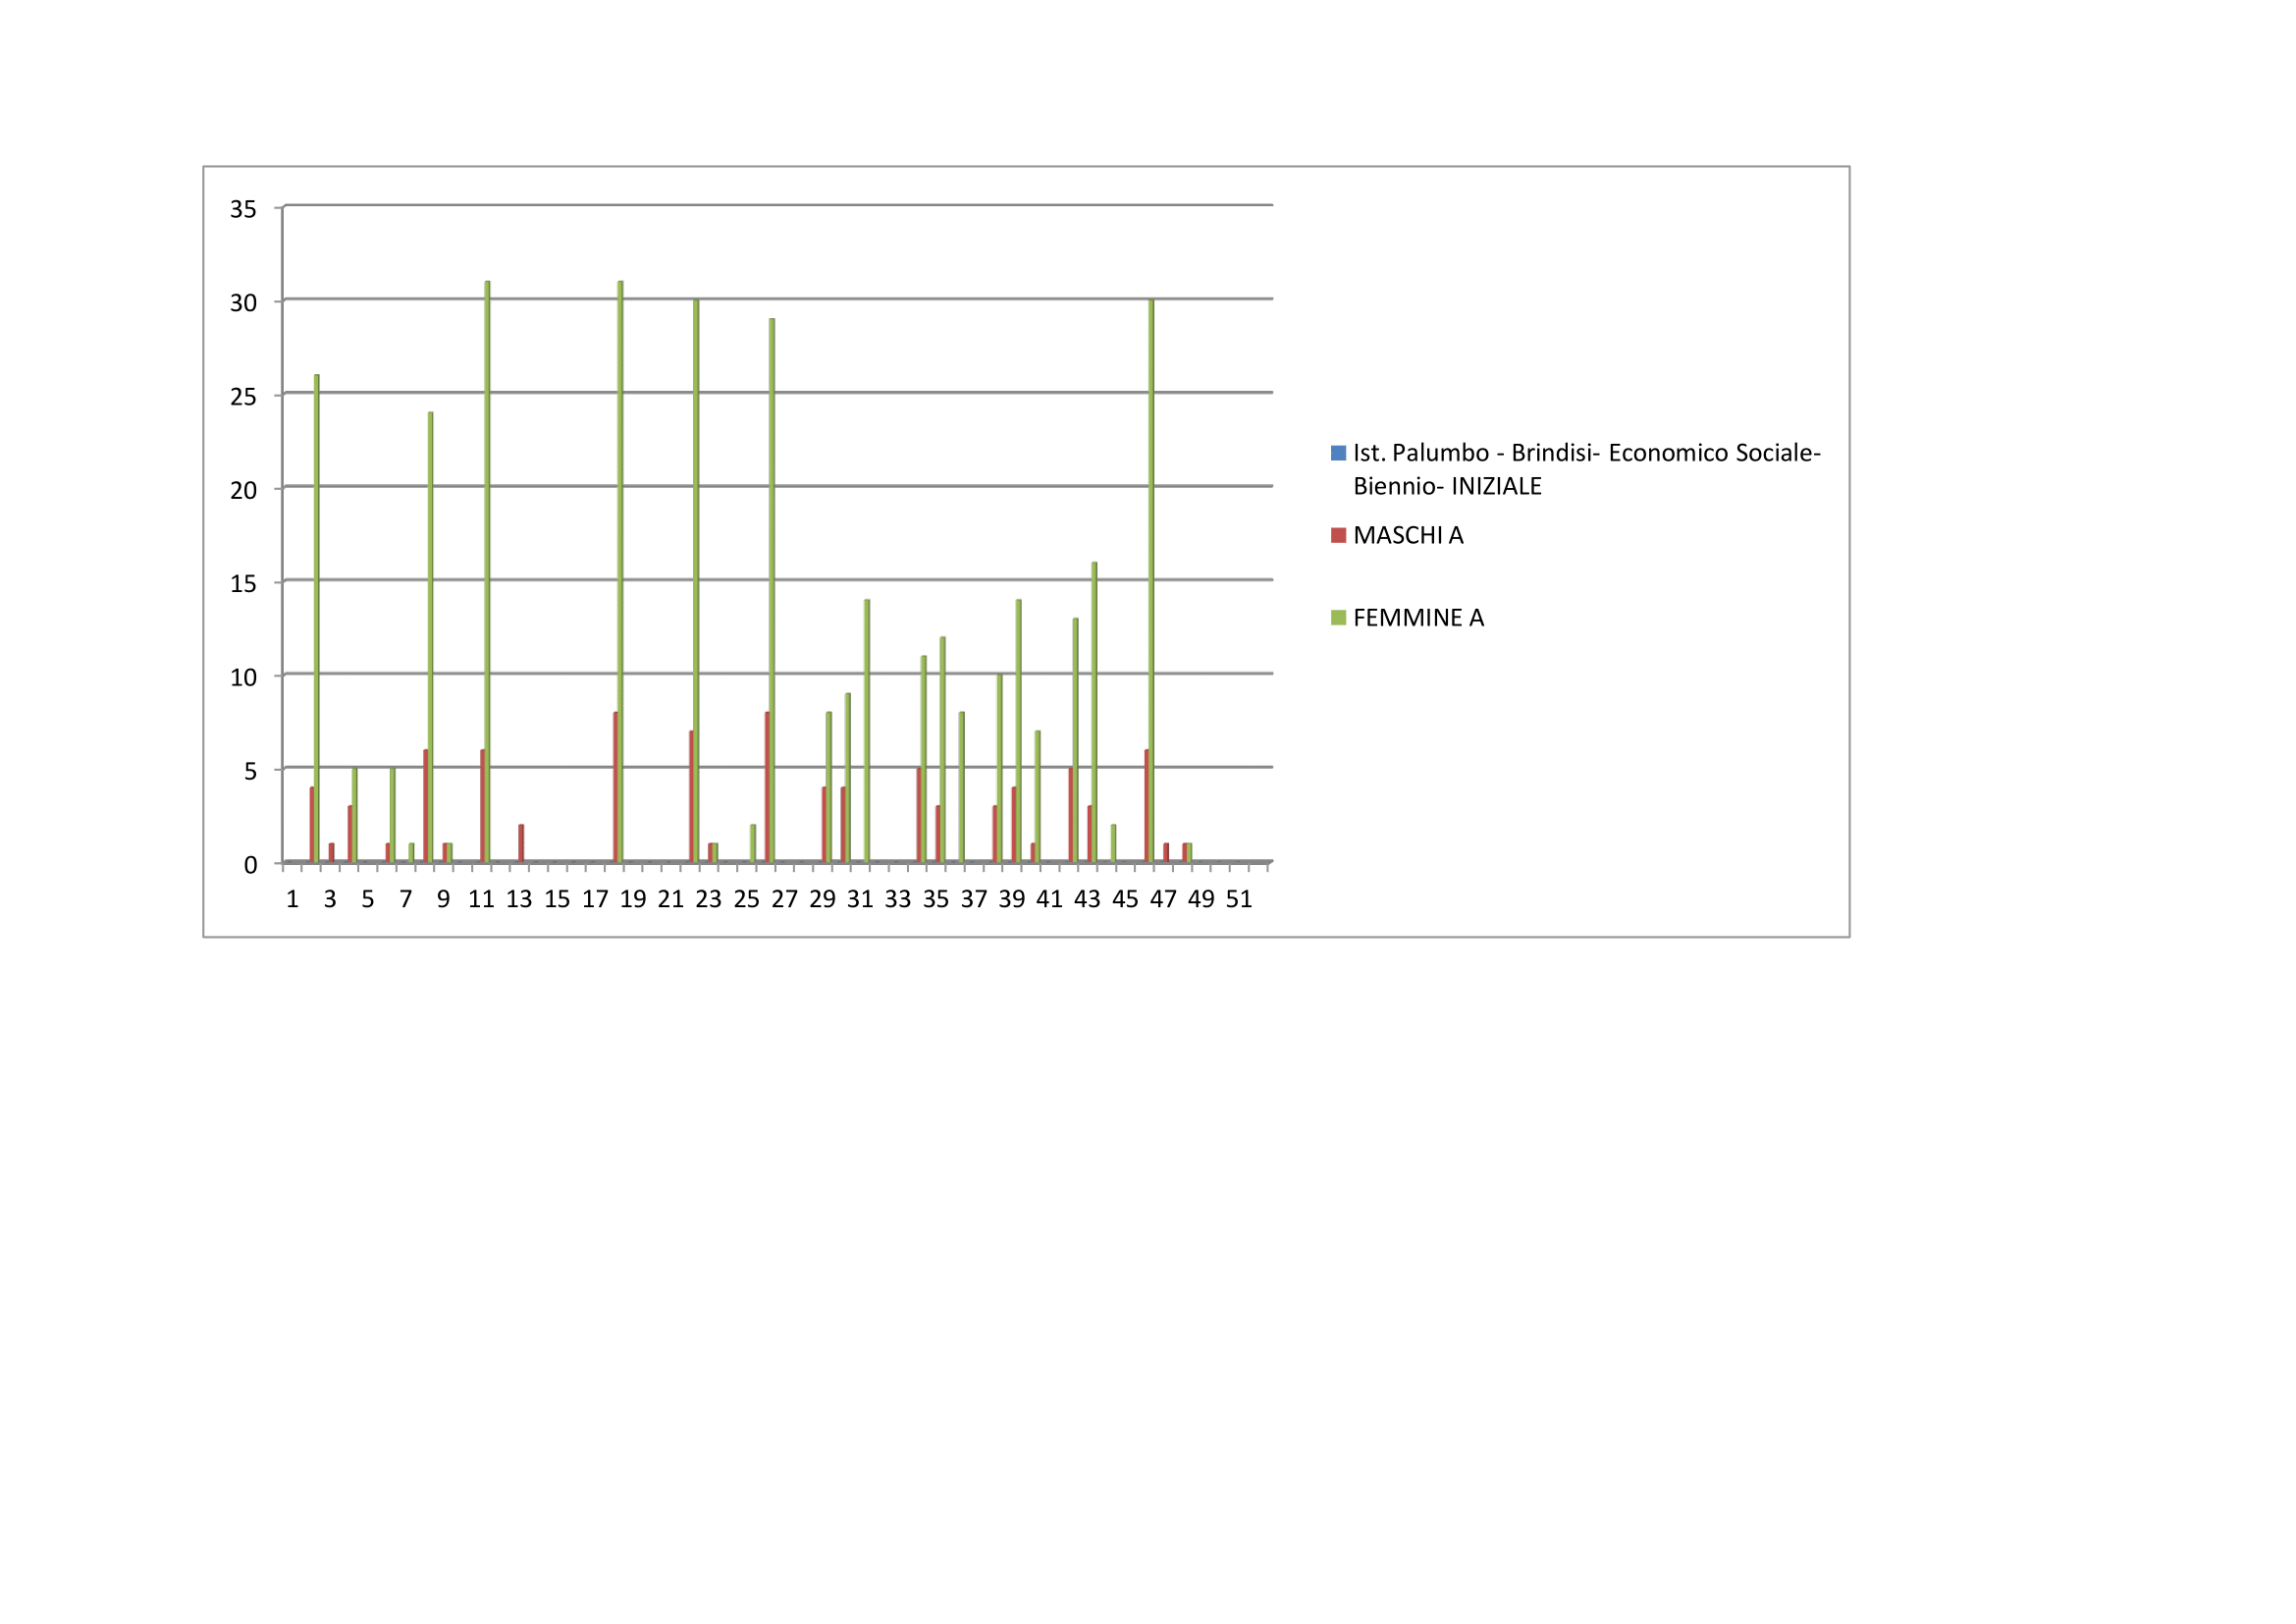 35
30
25
20
15
10
5
0
1 3 5 7 9 11 13 15 17 19 21 23 25 27 29 31 33 35 37 39 41 43 45 47 49 51
Ist. Palumbo - Brindisi- Economico Sociale-
Biennio- INIZIALE
MASCHI A
FEMMINE A